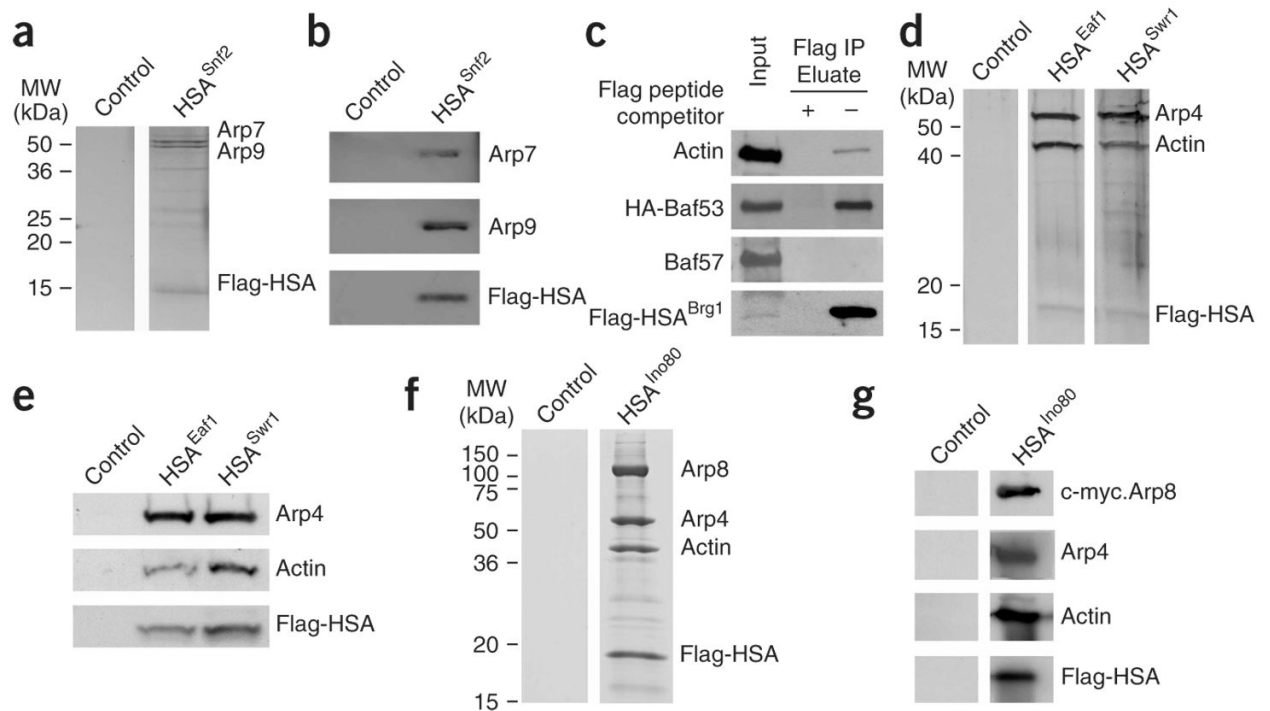 a
MW
(kDa)
Control
HSA^Snf2
50
36
25
20
15
Arp7
Arp9
Flag-HSA
b
Control
HSA^Snf2
Arp7
Arp9
Flag-HSA
c
Input
Flag IP
Eluate
Flag peptide
competitor
+ −
Actin
HA-Baf53
Baf57
Flag-HSA^Brg1
d
MW
(kDa)
Control
HSA^Eaf1
HSA^Swr1
50
40
20
15
Arp4
Actin
Flag-HSA
e
Control
HSA^Eaf1
HSA^Swr1
Arp4
Actin
Flag-HSA
f
MW
(kDa)
Control
HSA^Ino80
150
100
75
50
36
20
15
Arp8
Arp4
Actin
Flag-HSA
g
Control
HSA^Ino80
c-myc.Arp8
Arp4
Actin
Flag-HSA